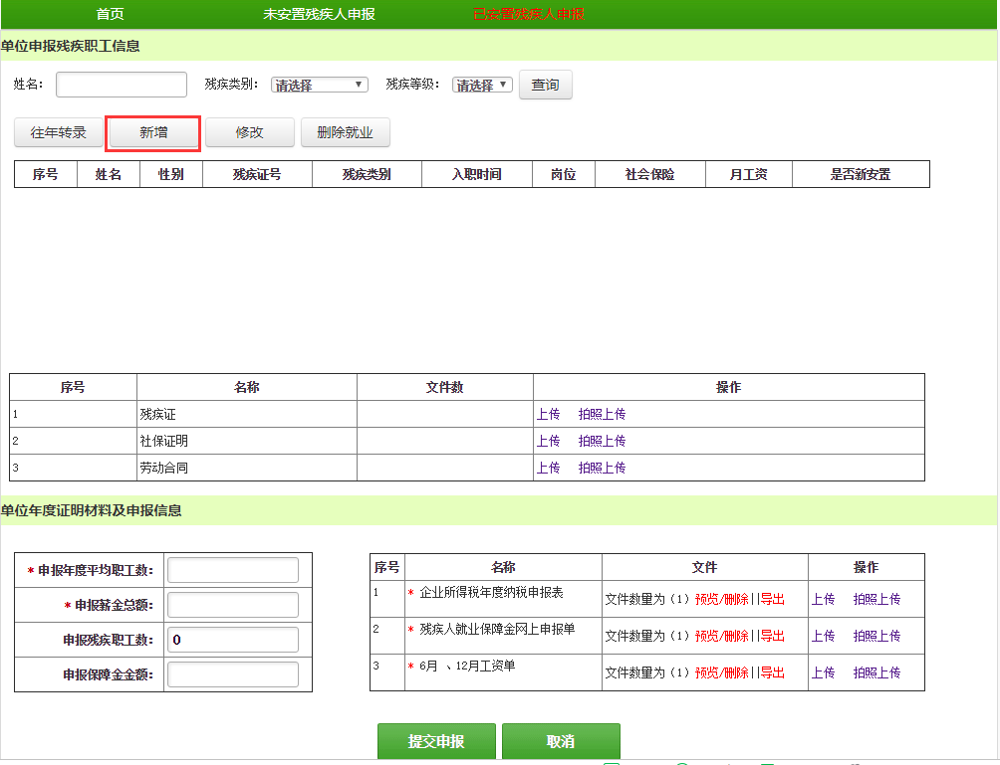 首页 未安置残疾人申报 已安置残疾人申报
单位申报残疾职工信息
姓名： 残疾类别： 请选择 残疾等级： 请选择 查询
往年转录 新增 修改 删除就业
序号 姓名 性别 残疾证号 残疾类别 入职时间 岗位 社会保险 月工资 是否新安置
序号 名称 文件数 操作
1 残疾证 上传 拍照上传
2 社保证明 上传 拍照上传
3 劳动合同 上传 拍照上传
单位年度证明材料及申报信息
* 申报年度平均职工数：
* 申报薪金总额：
申报残疾职工数： 0
申报保障金金额：
序号 名称 文件 操作
1 * 企业所得税年度纳税申报表 文件数量为（1）预览/删除||导出 上传 拍照上传
2 * 残疾人就业保障金网上申报单 文件数量为（1）预览/删除||导出 上传 拍照上传
3 * 6月 、12月工资单 文件数量为（1）预览/删除||导出 上传 拍照上传
提交申报 取消